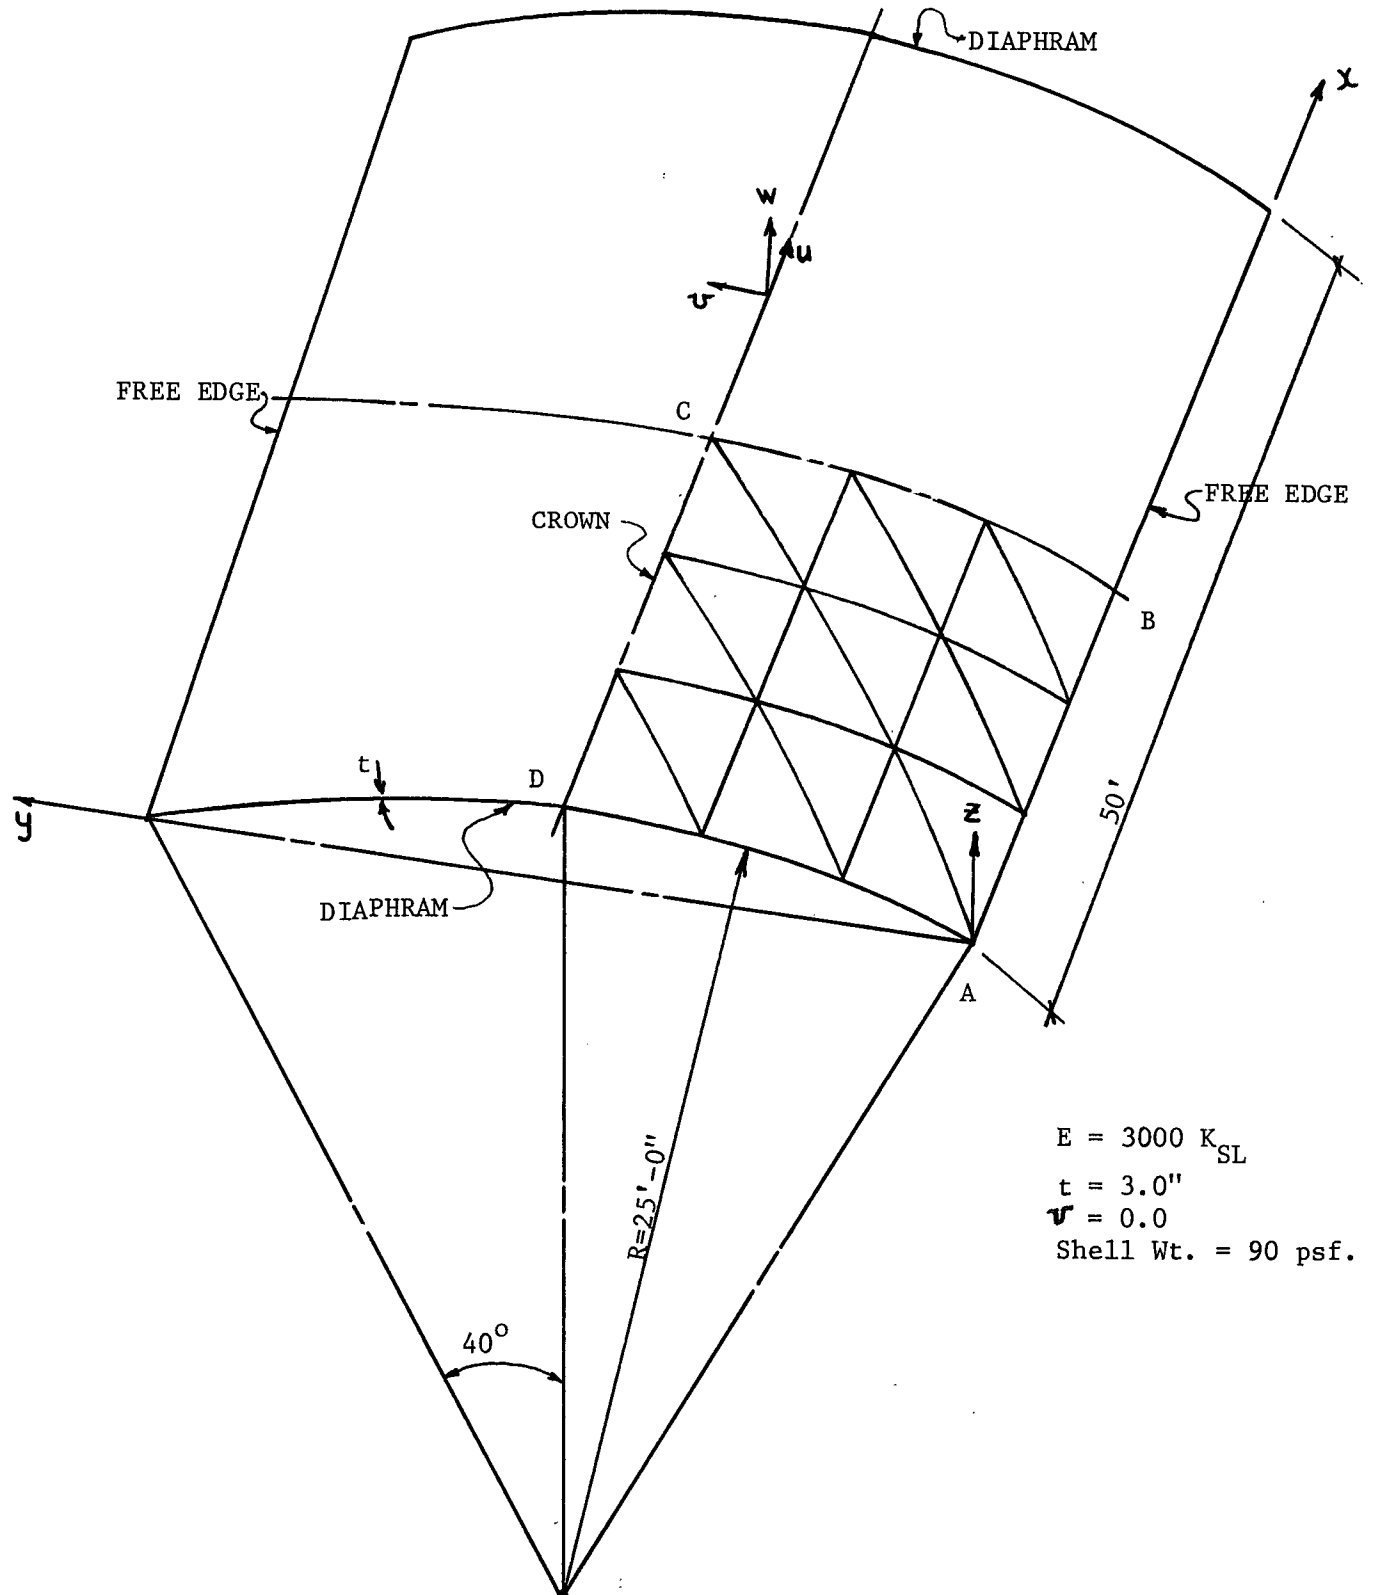 DIAPHRAM
x
w
u
v
FREE EDGE
C
FREE EDGE
CROWN
B
t
D
50'
y
z
DIAPHRAM
A
E = 3000 K_SL
t = 3.0"
v = 0.0
Shell Wt. = 90 psf.
R=25'-0"
40°